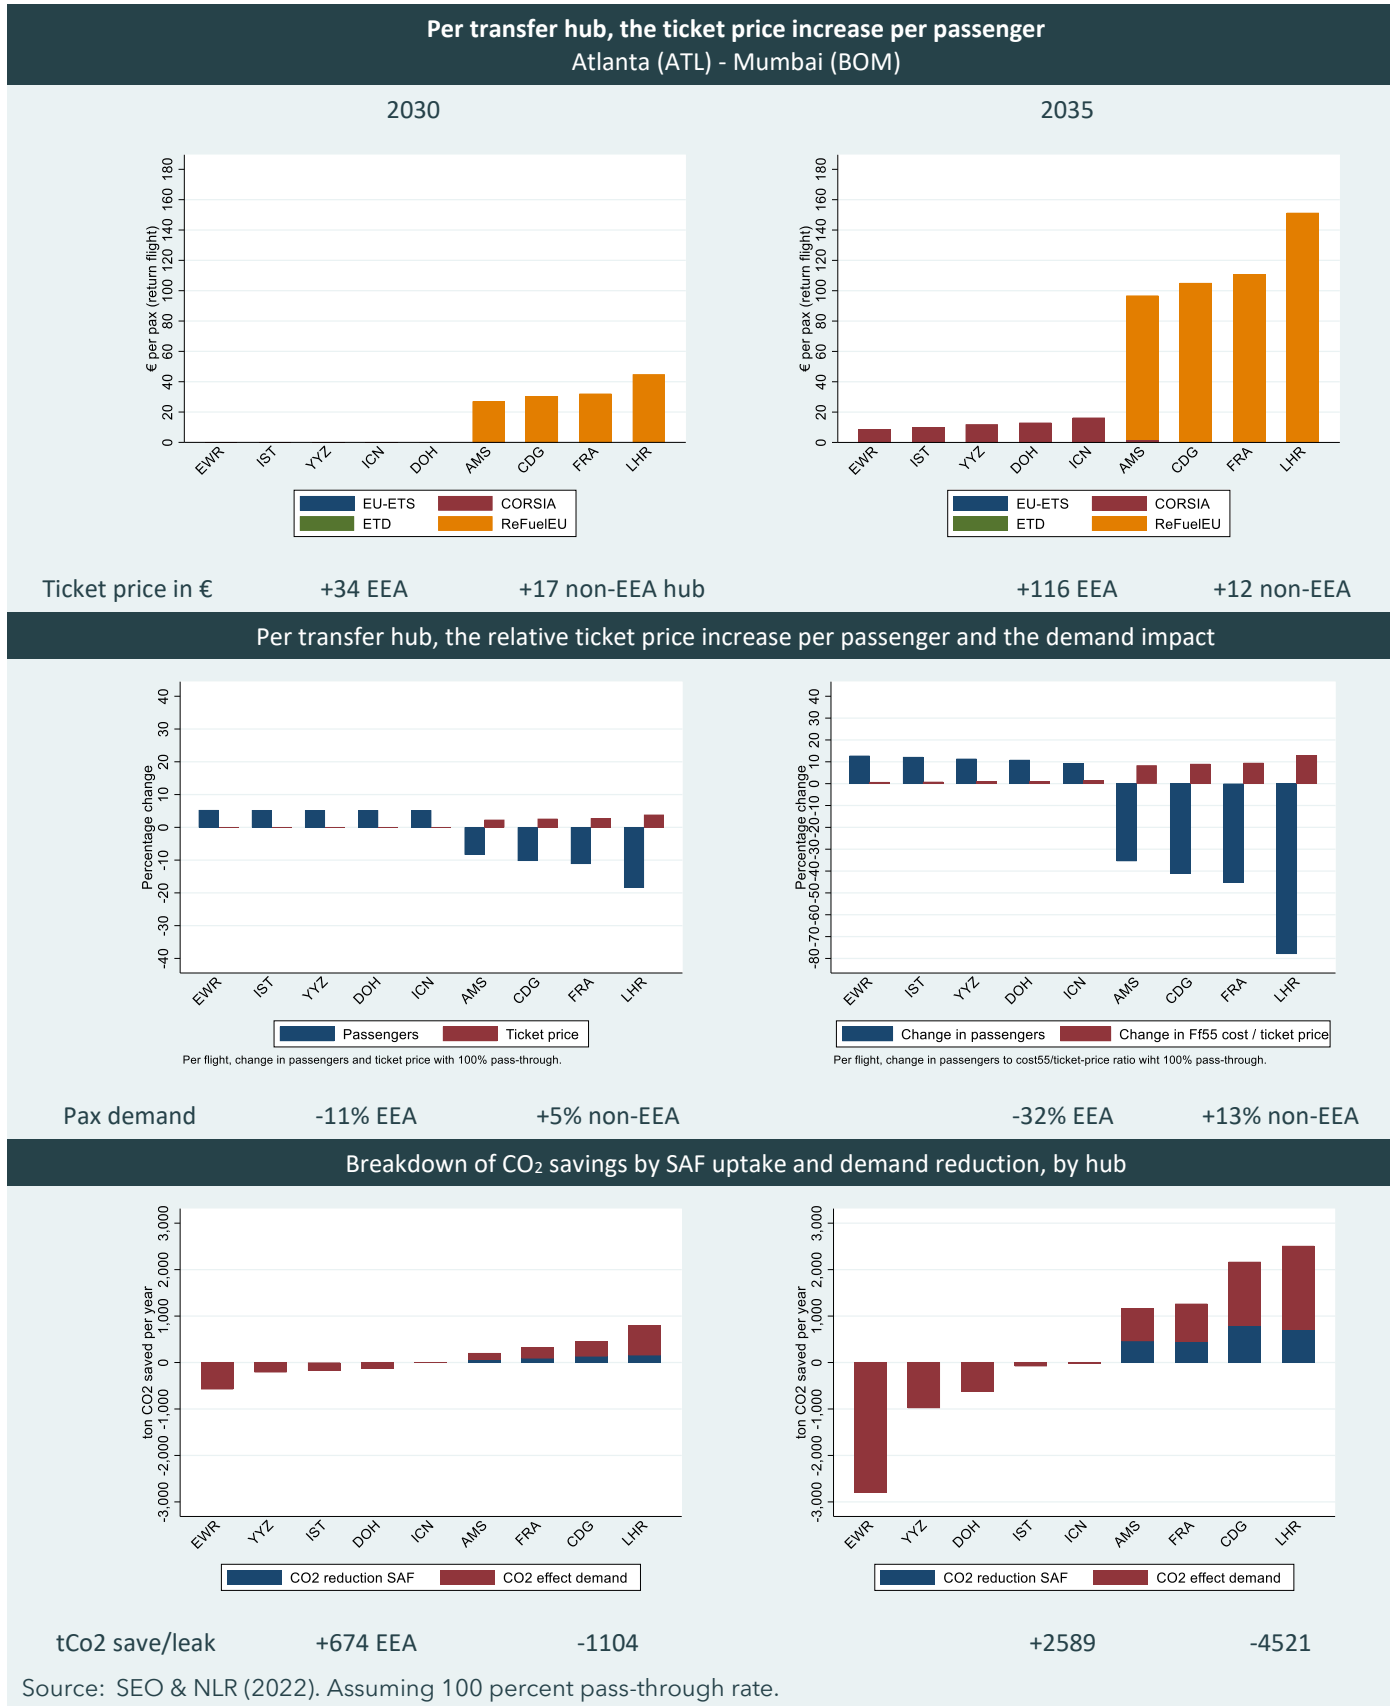 Per transfer hub, the ticket price increase per passenger
Atlanta (ATL) - Mumbai (BOM)
2030
2035
€ per pax (return flight)
0 20 40 60 80 100 120 140 160 180
EWR IST YYZ ICN DOH AMS CDG FRA LHR
EU-ETS CORSIA
ETD ReFuelEU
€ per pax (return flight)
0 20 40 60 80 100 120 140 160 180
EWR IST YYZ DOH ICN AMS CDG FRA LHR
EU-ETS CORSIA
ETD ReFuelEU
Ticket price in € +34 EEA +17 non-EEA hub +116 EEA +12 non-EEA
Per transfer hub, the relative ticket price increase per passenger and the demand impact
Percentage change
-40 -30 -20 -10 0 10 20 30 40
EWR IST YYZ DOH ICN AMS CDG FRA LHR
Passengers Ticket price
Per flight, change in passengers and ticket price with 100% pass-through.
Percentage change
-80 -70 -60 -50 -40 -30 -20 -10 0 10 20 30 40
EWR IST YYZ DOH ICN AMS CDG FRA LHR
Change in passengers Change in Ff55 cost / ticket price
Per flight, change in passengers to cost55/ticket-price ratio wiht 100% pass-through.
Pax demand -11% EEA +5% non-EEA -32% EEA +13% non-EEA
Breakdown of CO₂ savings by SAF uptake and demand reduction, by hub
ton CO2 saved per year
-3,000 -2,000 -1,000 0 1,000 2,000 3,000
EWR YYZ IST DOH ICN AMS FRA CDG LHR
CO2 reduction SAF CO2 effect demand
ton CO2 saved per year
-3,000 -2,000 -1,000 0 1,000 2,000 3,000
EWR YYZ DOH IST ICN AMS FRA CDG LHR
CO2 reduction SAF CO2 effect demand
tCo2 save/leak +674 EEA -1104 +2589 -4521
Source: SEO & NLR (2022). Assuming 100 percent pass-through rate.